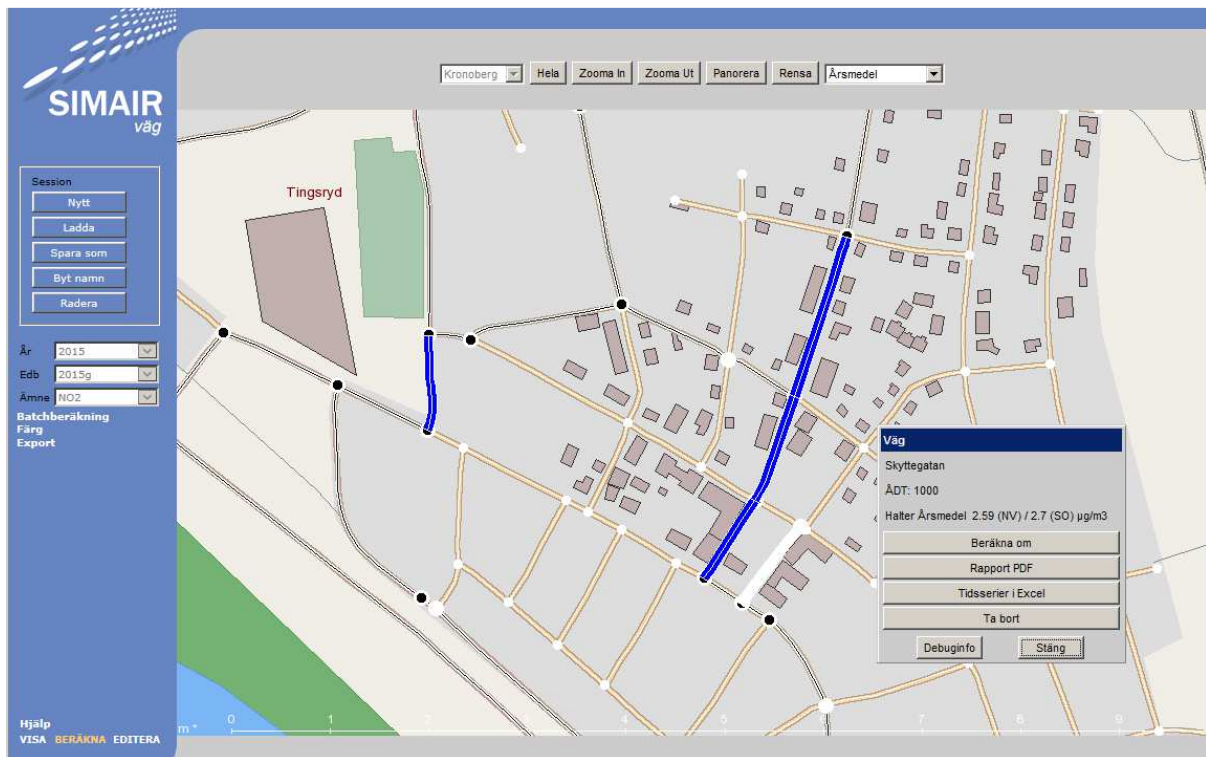 SIMAIR
väg
Session
Nytt
Ladda
Spara som
Byt namn
Radera
År 2015
Edb 2015g
Ämne NO2
Batchberäkning
Färg
Export
Hjälp
VISA BERÄKNA EDITERA
Kronoberg Hela Zooma In Zooma Ut Panorera Rensa Årsmedel
Tingsryd
Väg
Skyttegatan
ÅDT: 1000
Halter Årsmedel 2.59 (NV) / 2.7 (SO) µg/m3
Beräkna om
Rapport PDF
Tidsserier i Excel
Ta bort
Debuginfo Stäng
m * 0 1 2 3 4 5 6 7 8 9